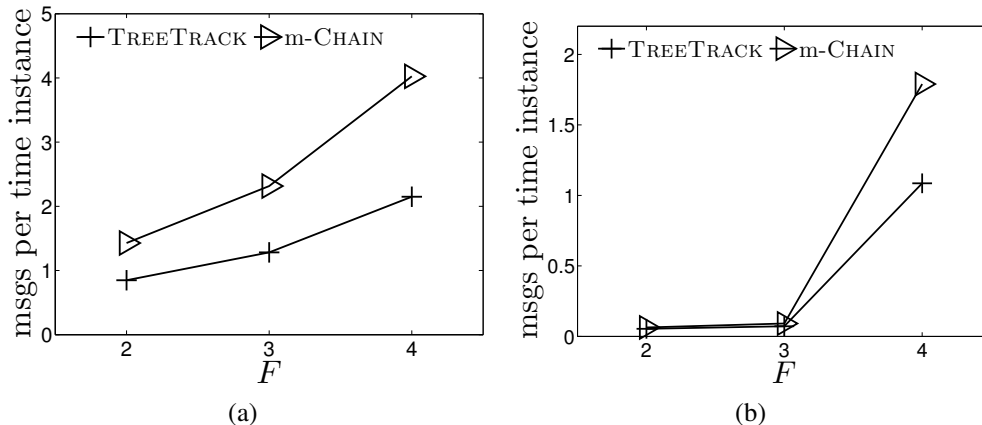 TREETRACK m-CHAIN
msgs per time instance
5
4
3
2
1
0
2 3 4
F
(a)
TREETRACK m-CHAIN
msgs per time instance
2
1.5
1
0.5
0
2 3 4
F
(b)